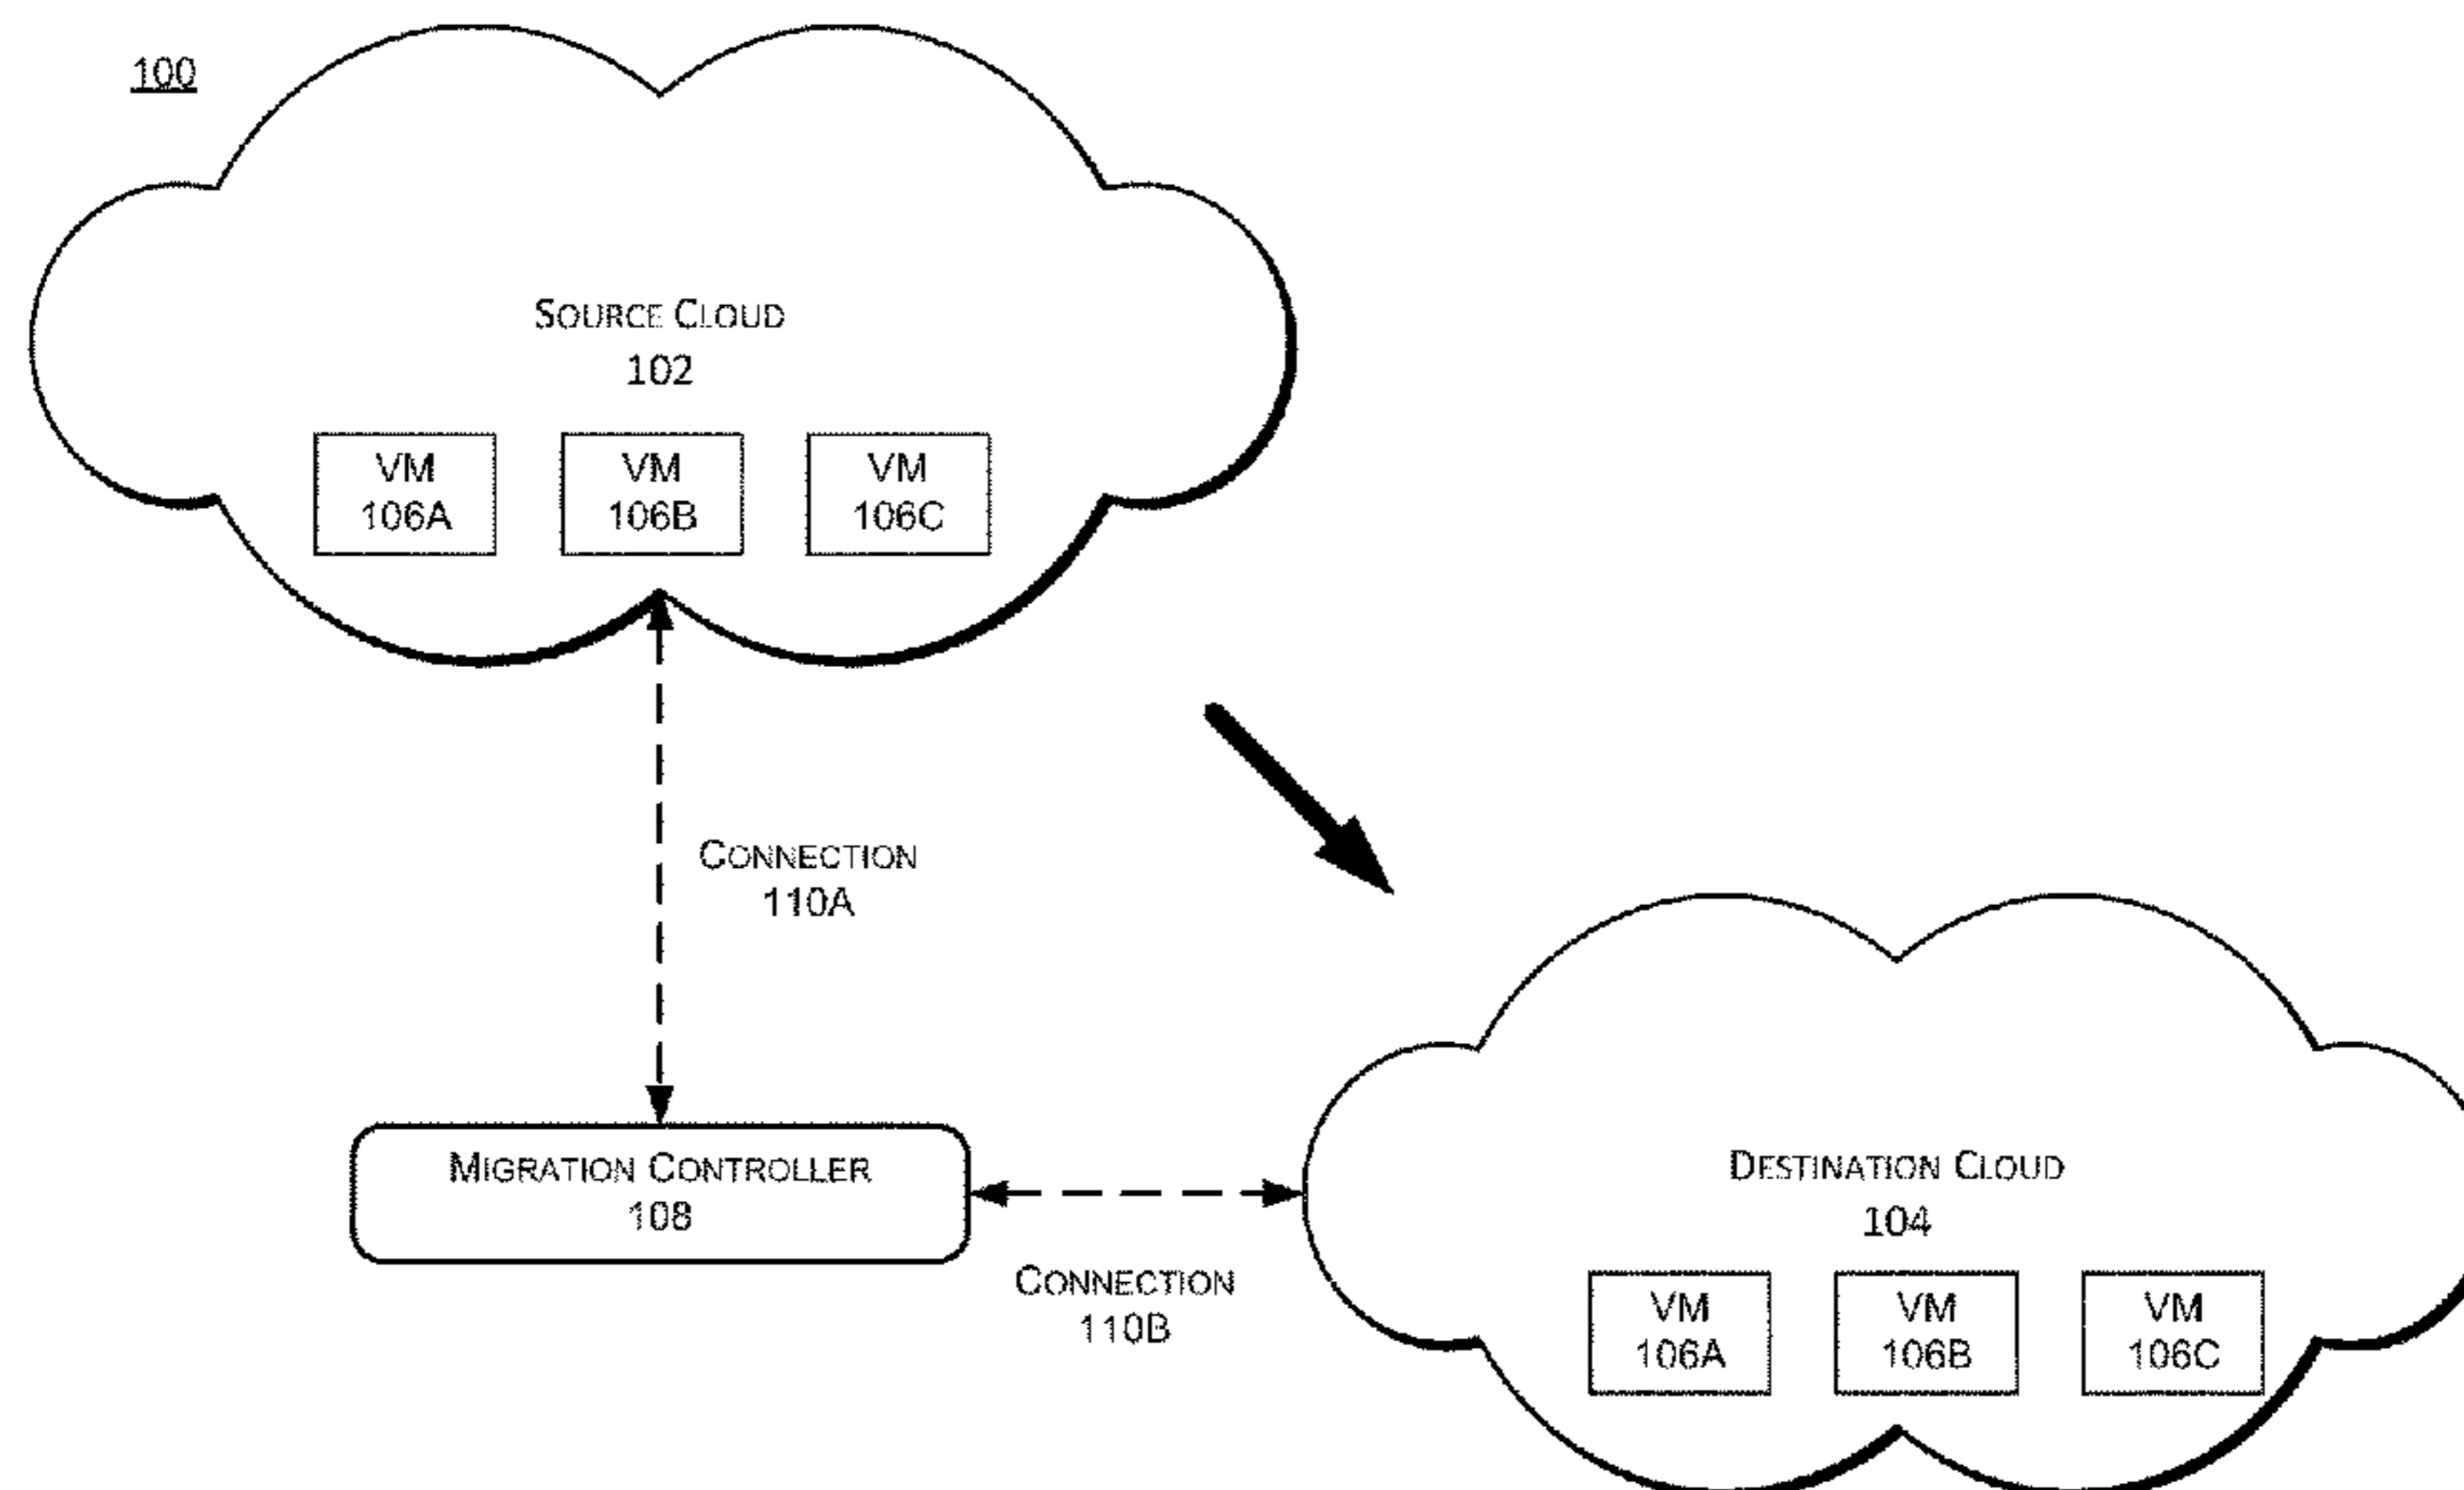 100
SOURCE CLOUD
102
VM
106A
VM
106B
VM
106C
CONNECTION
110A
MIGRATION CONTROLLER
108
CONNECTION
110B
DESTINATION CLOUD
104
VM
106A
VM
106B
VM
106C